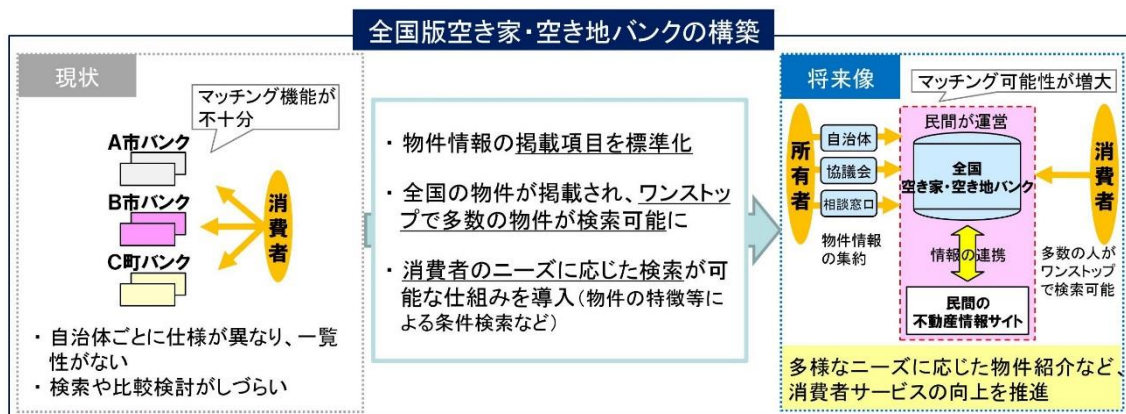 全国版空き家・空き地バンクの構築
現状
マッチング機能が
不十分
A市バンク
B市バンク
C町バンク
消費者
・自治体ごとに仕様が異なり、一覧
性がない
・検索や比較検討がしづらい
・物件情報の掲載項目を標準化
・全国の物件が掲載され、ワンストッ
プで多数の物件が検索可能に
・消費者のニーズに応じた検索が可
能な仕組みを導入(物件の特徴等に
よる条件検索など)
将来像
マッチング可能性が増大
所有者
自治体
協議会
相談窓口
物件情報
の集約
民間が運営
全国
空き家・空き地バンク
情報の連携
民間の
不動産情報サイト
消費者
多数の人が
ワンストップ
で検索可能
多様なニーズに応じた物件紹介など、
消費者サービスの向上を推進